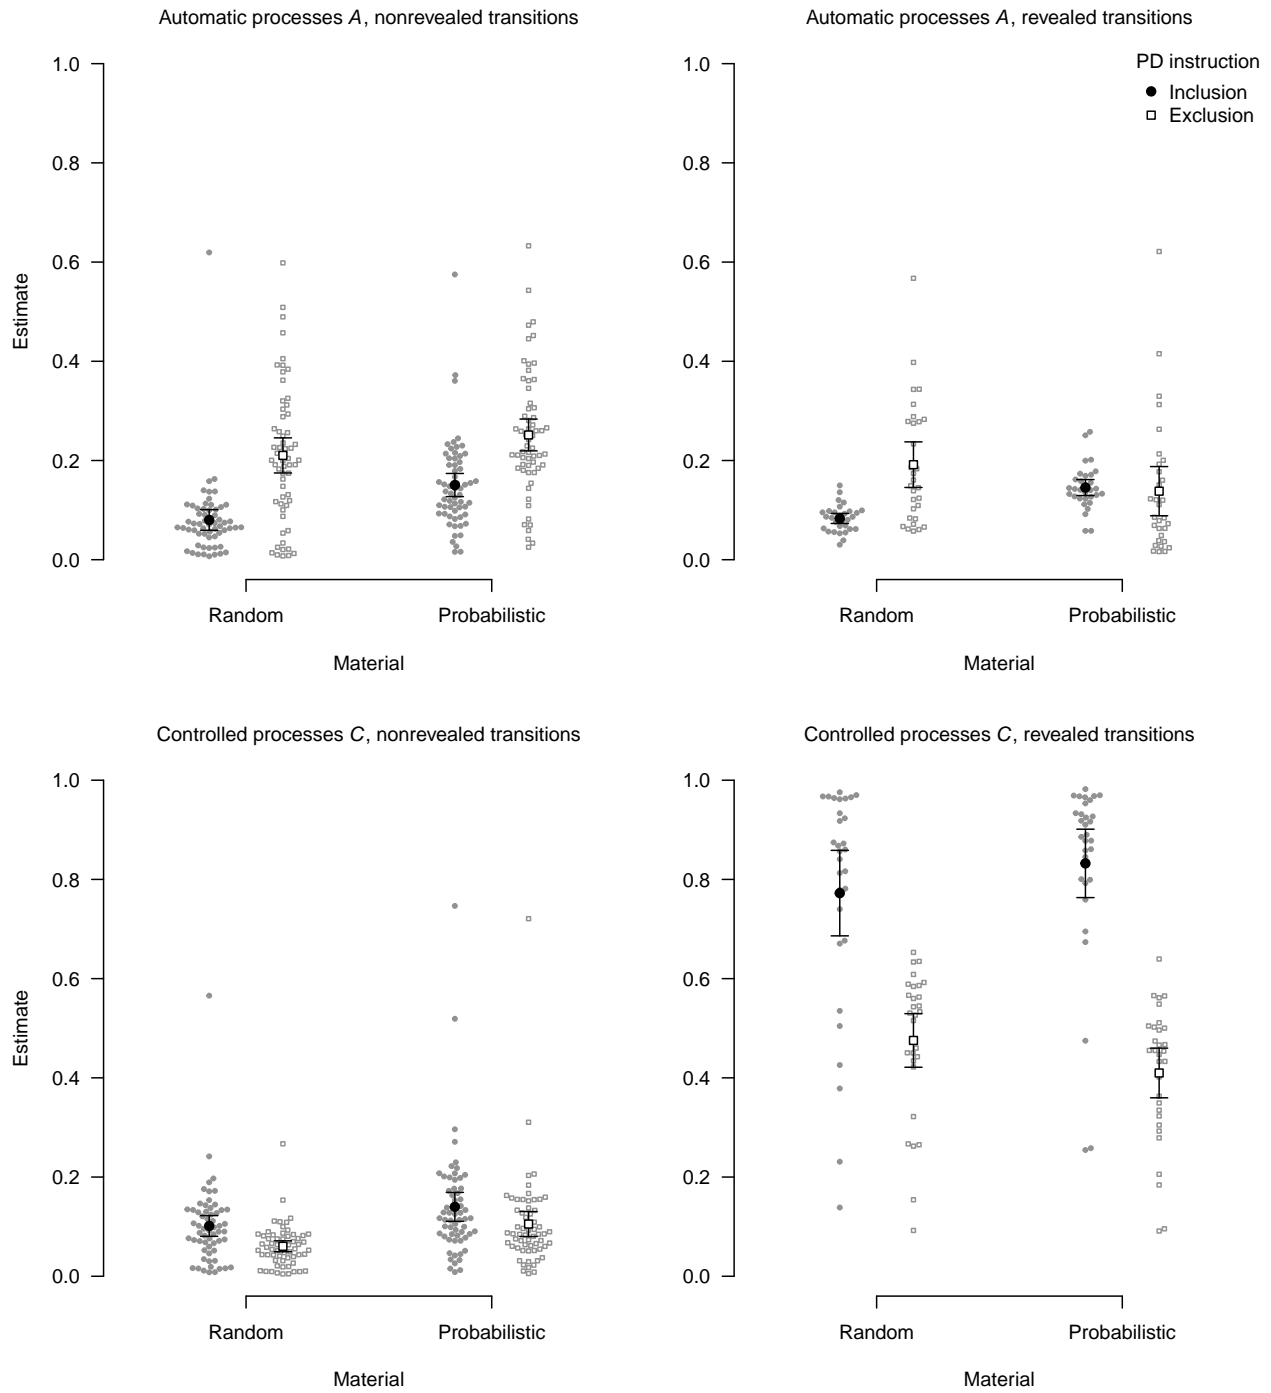 Automatic processes A, nonrevealed transitions
1.0
0.8
0.6
0.4
0.2
0.0
Estimate
Random
Probabilistic
Material
Automatic processes A, revealed transitions
PD instruction
Inclusion
Exclusion
1.0
0.8
0.6
0.4
0.2
0.0
Random
Probabilistic
Material
Controlled processes C, nonrevealed transitions
1.0
0.8
0.6
0.4
0.2
0.0
Estimate
Random
Probabilistic
Material
Controlled processes C, revealed transitions
1.0
0.8
0.6
0.4
0.2
0.0
Random
Probabilistic
Material